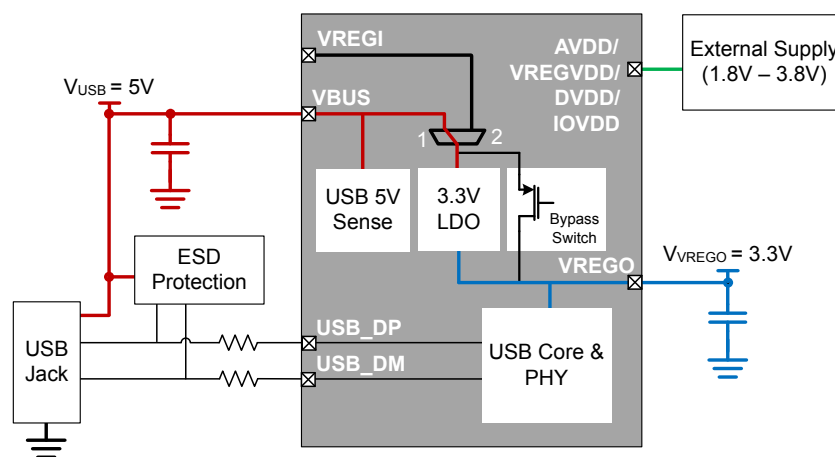 VREGI
AVDD/
VREGVDD/
DVDD/
IOVDD
External Supply
(1.8V – 3.8V)
VUSB = 5V
VBUS
1
2
USB 5V
Sense
3.3V
LDO
Bypass
Switch
ESD
Protection
VREGO
VVREGO = 3.3V
USB
Jack
USB_DP
USB_DM
USB Core &
PHY